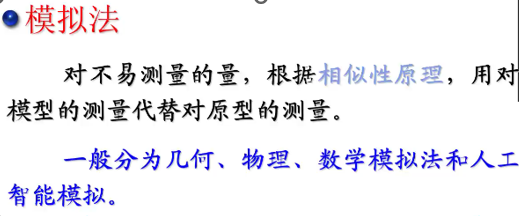 模拟法
对不易测量的量，根据相似性原理，用对
模型的测量代替对原型的测量。
一般分为几何、物理、数学模拟法和人工
智能模拟。